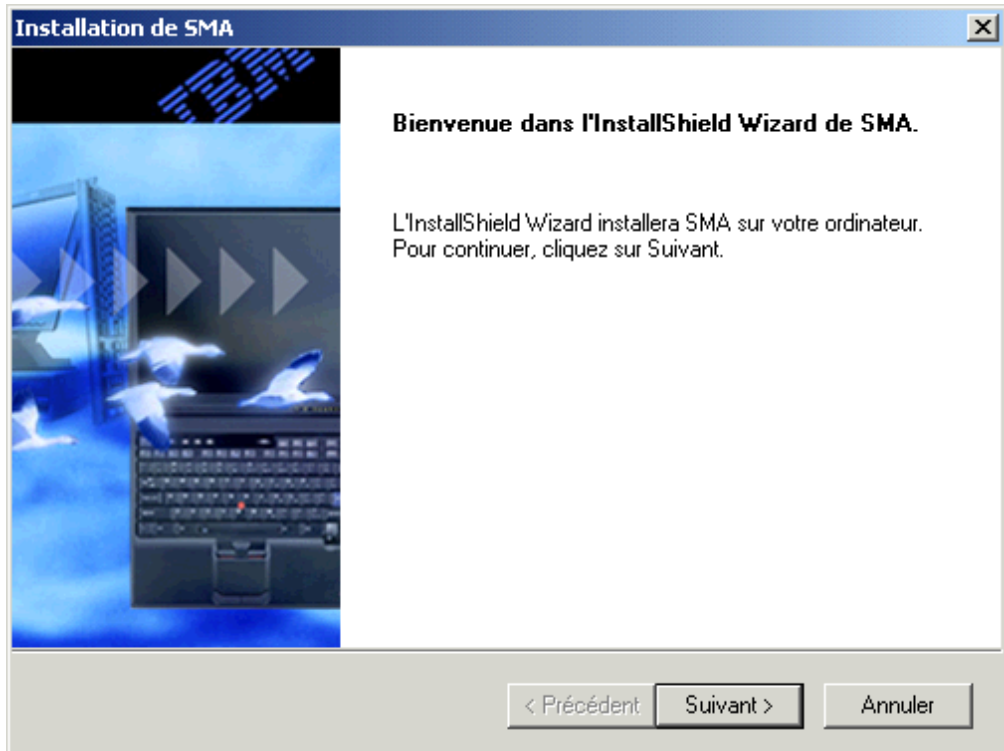 Installation de SMA
IBM
Bienvenue dans l'InstallShield Wizard de SMA.
L'InstallShield Wizard installera SMA sur votre ordinateur.
Pour continuer, cliquez sur Suivant.
< Précédent
Suivant >
Annuler